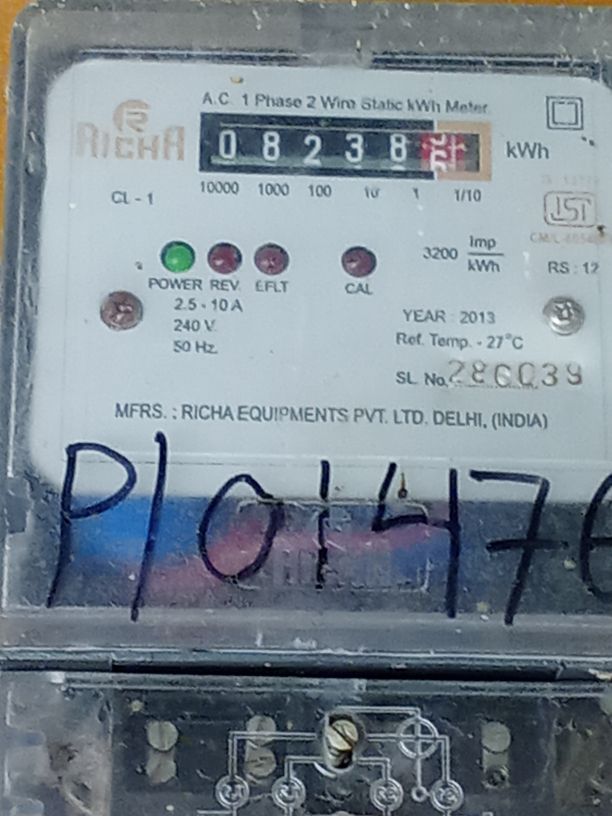 A.C. 1 Phase 2 Wire Static kWh Meter
RICHA
0 8 2 3 8
kWh
CL - 1
10000 1000 100 10 1 1/10
ISI
3200 Imp/kWh
RS : 12
POWER REV. E.FLT CAL
2.5 - 10 A
240 V.
50 Hz.
YEAR : 2013
Ref. Temp. - 27°C
SL. No. 286039
MFRS. : RICHA EQUIPMENTS PVT. LTD. DELHI, (INDIA)
P/01476